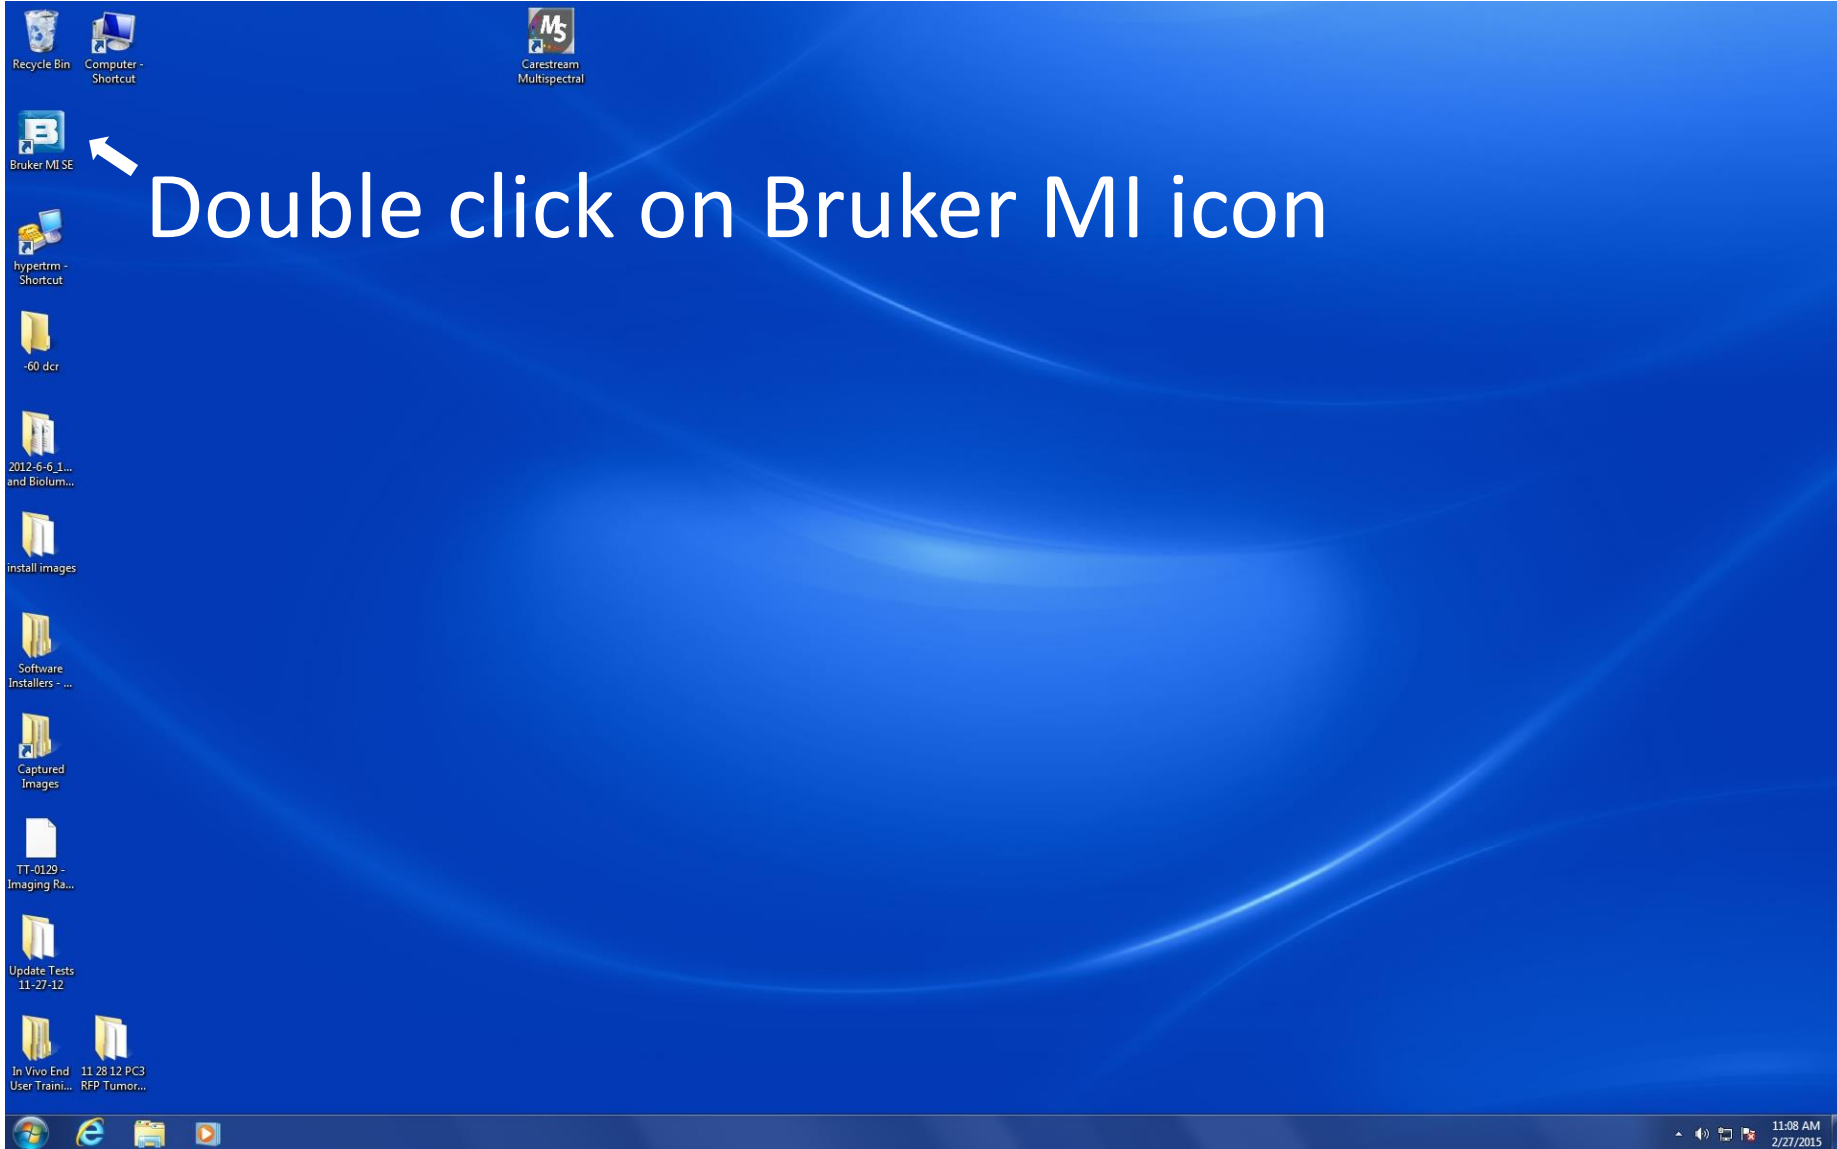 Recycle Bin
Computer -
Shortcut
MS
Carestream
Multispectral
B
Bruker MI SE
Double click on Bruker MI icon
hypertrm -
Shortcut
-60 dcr
2012-6-6_1...
and Biolum...
install images
Software
Installers - ...
Captured
Images
TT-0129 -
Imaging Ra...
Update Tests
11-27-12
In Vivo End
User Traini...
11 28 12 PC3
RFP Tumor...
11:08 AM
2/27/2015